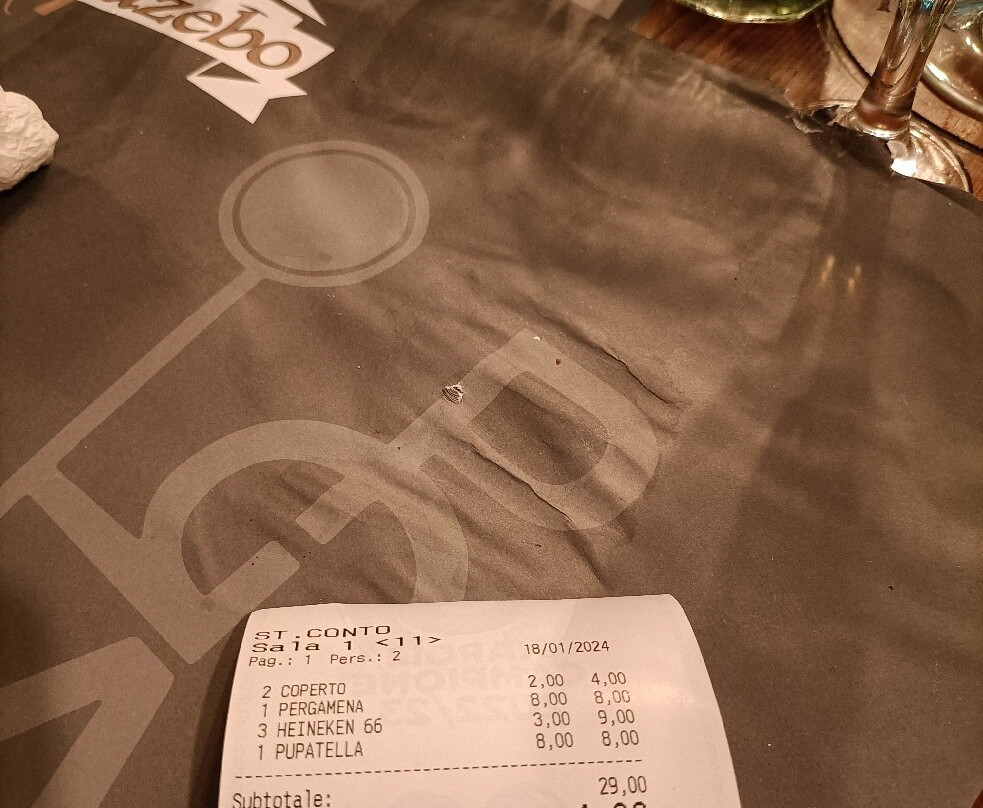 ST.CONTO
Sala 1 <11>
Pag.: 1 Pers.: 2 18/01/2024
2 COPERTO 2,00 4,00
1 PERGAMENA 8,00 8,00
3 HEINEKEN 66 3,00 9,00
1 PUPATELLA 8,00 8,00
Subtotale: 29,00